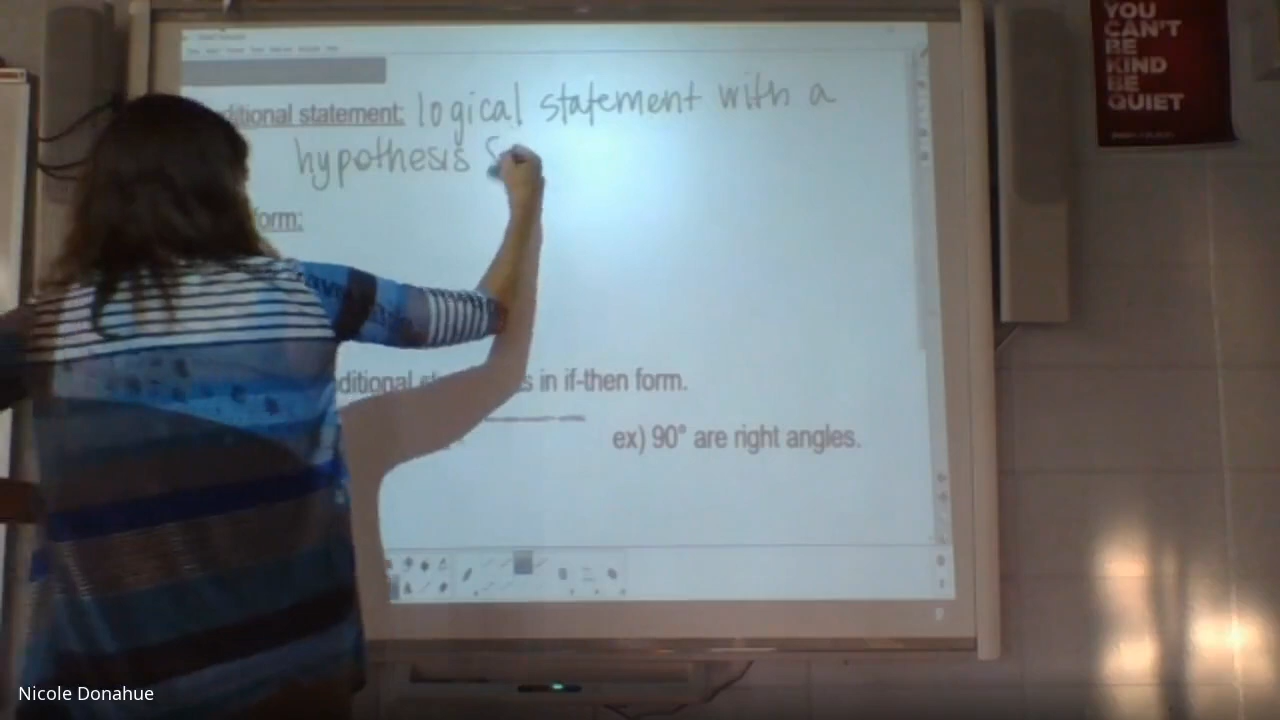 ditional statement: logical statement with a
hypothesis &
form:
ditional s in if-then form.
ex) 90° are right angles.
YOU
CAN'T
BE
KIND
BE
QUIET
Nicole Donahue